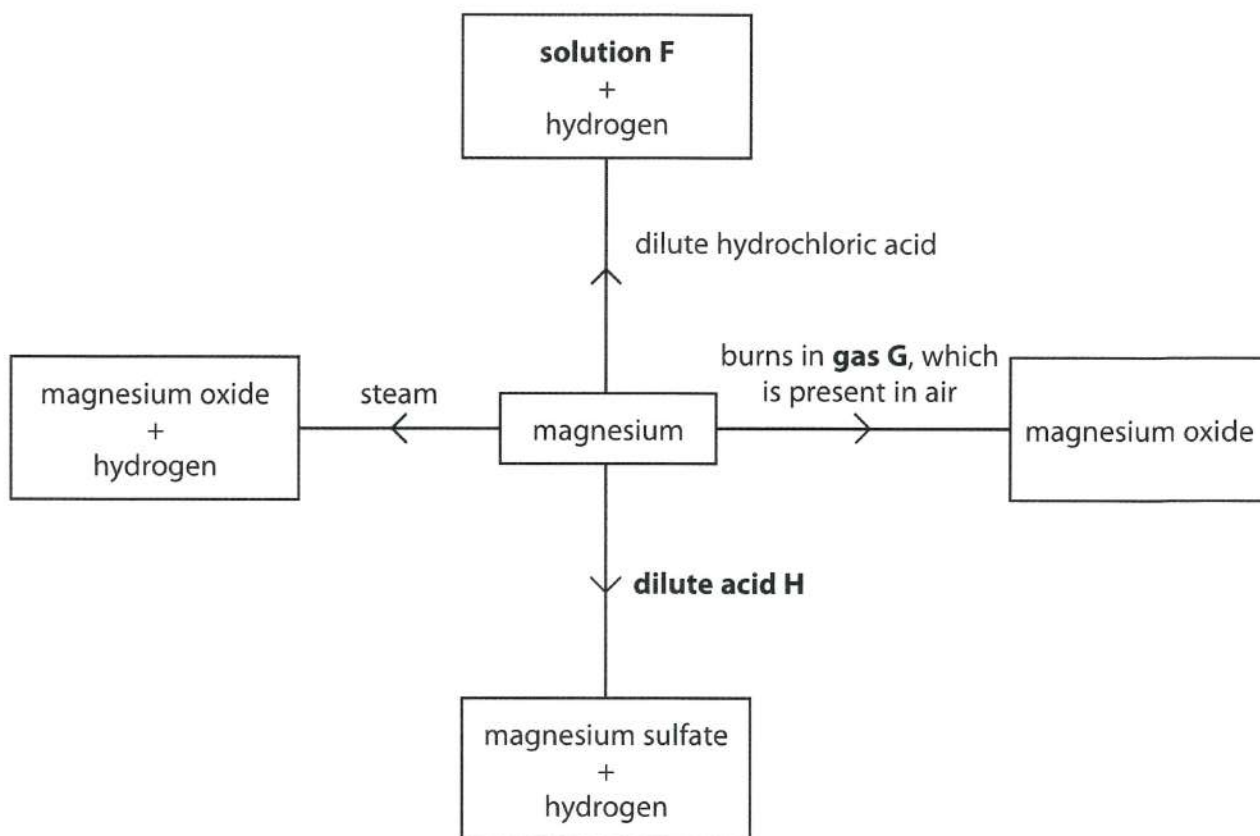 solution F
+
hydrogen
dilute hydrochloric acid
burns in gas G, which
is present in air
magnesium oxide
+
hydrogen
steam
magnesium
magnesium oxide
dilute acid H
magnesium sulfate
+
hydrogen